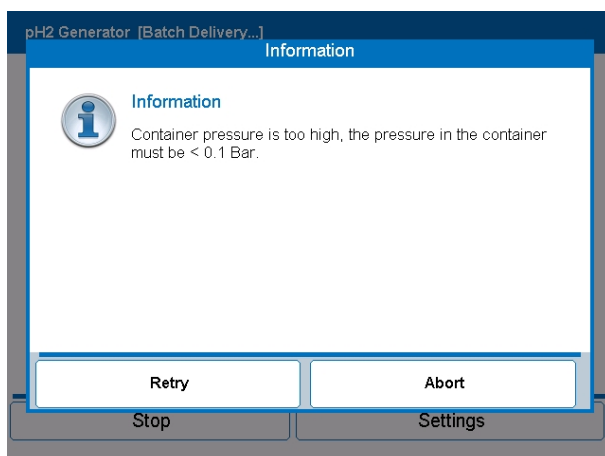 pH2 Generator [Batch Delivery...]
Information
Information
Container pressure is too high, the pressure in the container
must be < 0.1 Bar.
Retry
Abort
Stop
Settings